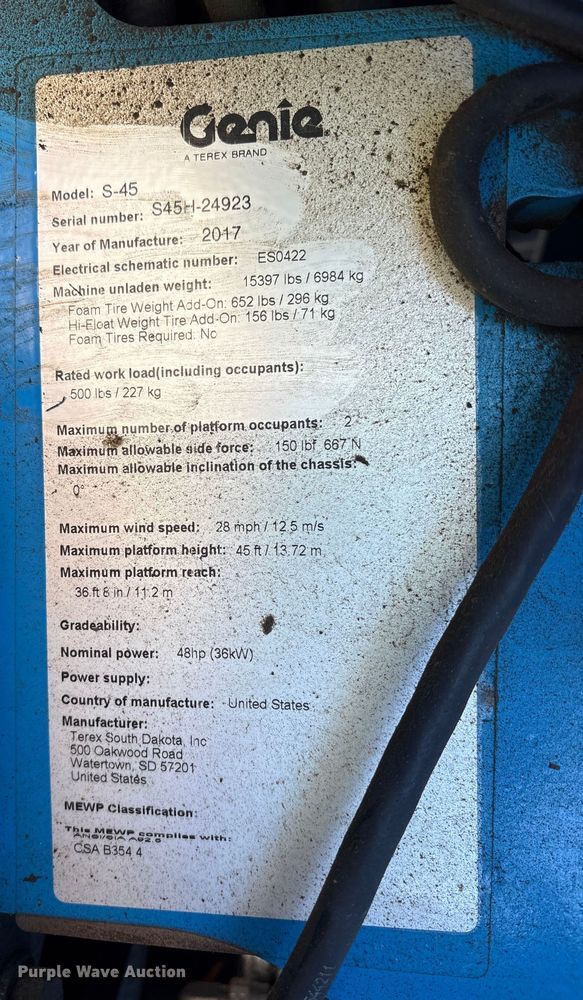 Genie
A TEREX BRAND
Model: S-45
Serial number: S45H-24923
Year of Manufacture: 2017
Electrical schematic number: ES0422
Machine unladen weight: 15397 lbs / 6984 kg
Foam Tire Weight Add-On: 652 lbs / 296 kg
Hi-Float Weight Tire Add-On: 156 lbs / 71 kg
Foam Tires Required: No
Rated work load(including occupants):
500 lbs / 227 kg
Maximum number of platform occupants: 2
Maximum allowable side force: 150 lbf 667 N
Maximum allowable inclination of the chassis:
0°
Maximum wind speed: 28 mph / 12.5 m/s
Maximum platform height: 45 ft / 13.72 m
Maximum platform reach:
36 ft 8 in / 11.2 m
Gradeability:
Nominal power: 48hp (36kW)
Power supply:
Country of manufacture: United States
Manufacturer:
Terex South Dakota, Inc
500 Oakwood Road
Watertown, SD 57201
United States
MEWP Classification:
This MEWP complies with:
ANSI/SIA A92.5
CSA B354.4
Purple Wave Auction